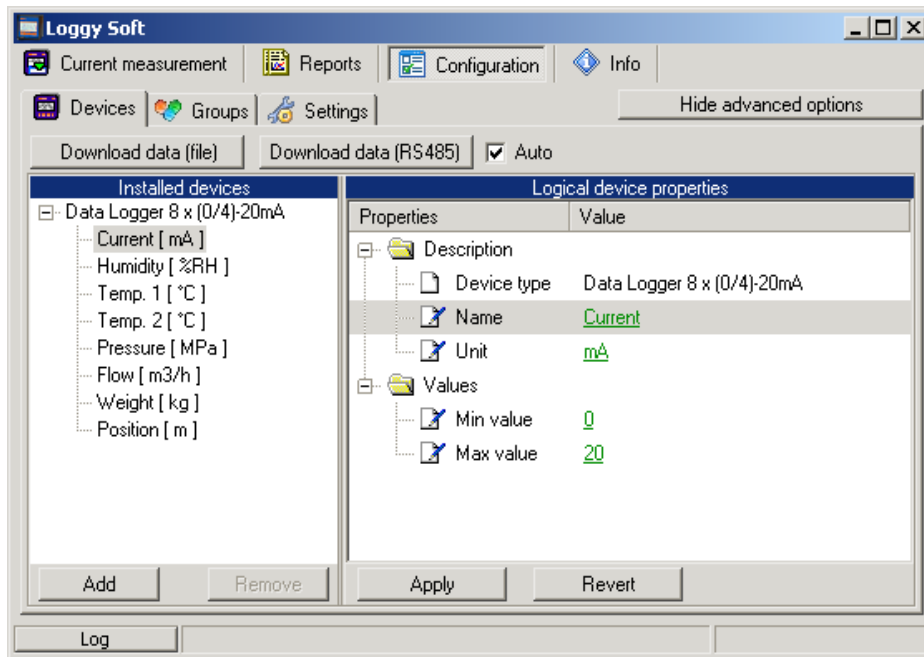 Loggy Soft
Current measurement Reports Configuration Info
Devices Groups Settings Hide advanced options
Download data (file) Download data (RS485) Auto
Installed devices
Data Logger 8 x (0/4)-20mA
Current [ mA ]
Humidity [ %RH ]
Temp. 1 [ °C ]
Temp. 2 [ °C ]
Pressure [ MPa ]
Flow [ m3/h ]
Weight [ kg ]
Position [ m ]
Add Remove
Logical device properties
Properties Value
Description
Device type Data Logger 8 x (0/4)-20mA
Name Current
Unit mA
Values
Min value 0
Max value 20
Apply Revert
Log